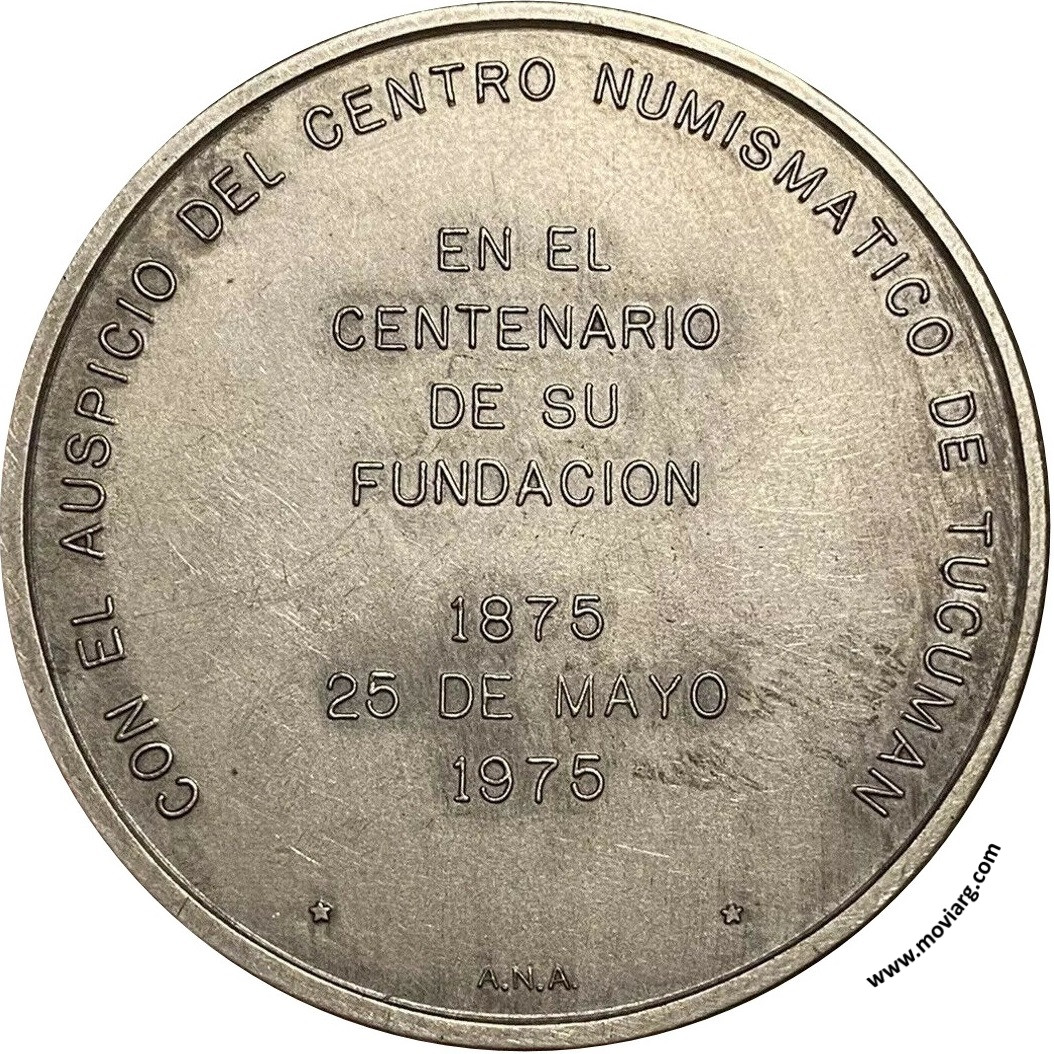 CON EL AUSPICIO DEL CENTRO NUMISMATICO DE TUCUMAN
EN EL
CENTENARIO
DE SU
FUNDACION
1875
25 DE MAYO
1975
A.N.A.
www.moviarg.com